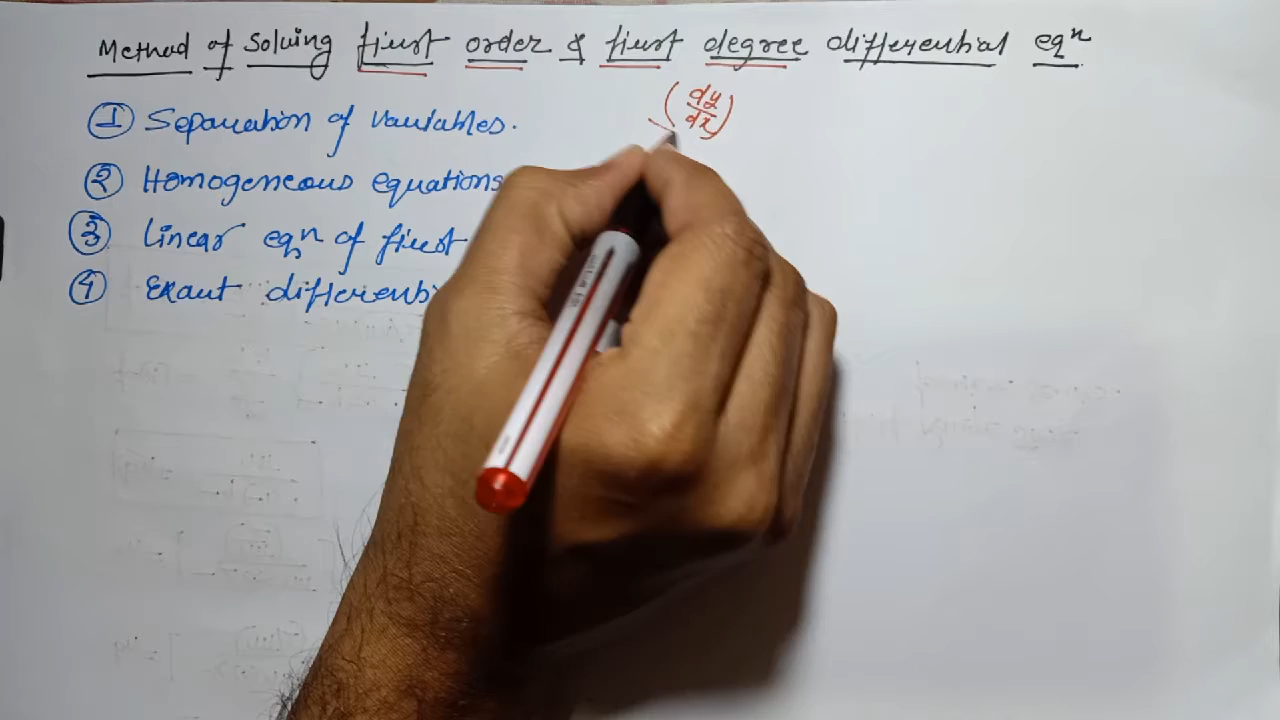 Method of Solving first order & first degree differential eqⁿ
(dy/dx)
① Separation of variables.
② Homogeneous equations
③ linear eqⁿ of first
④ Exact differenti